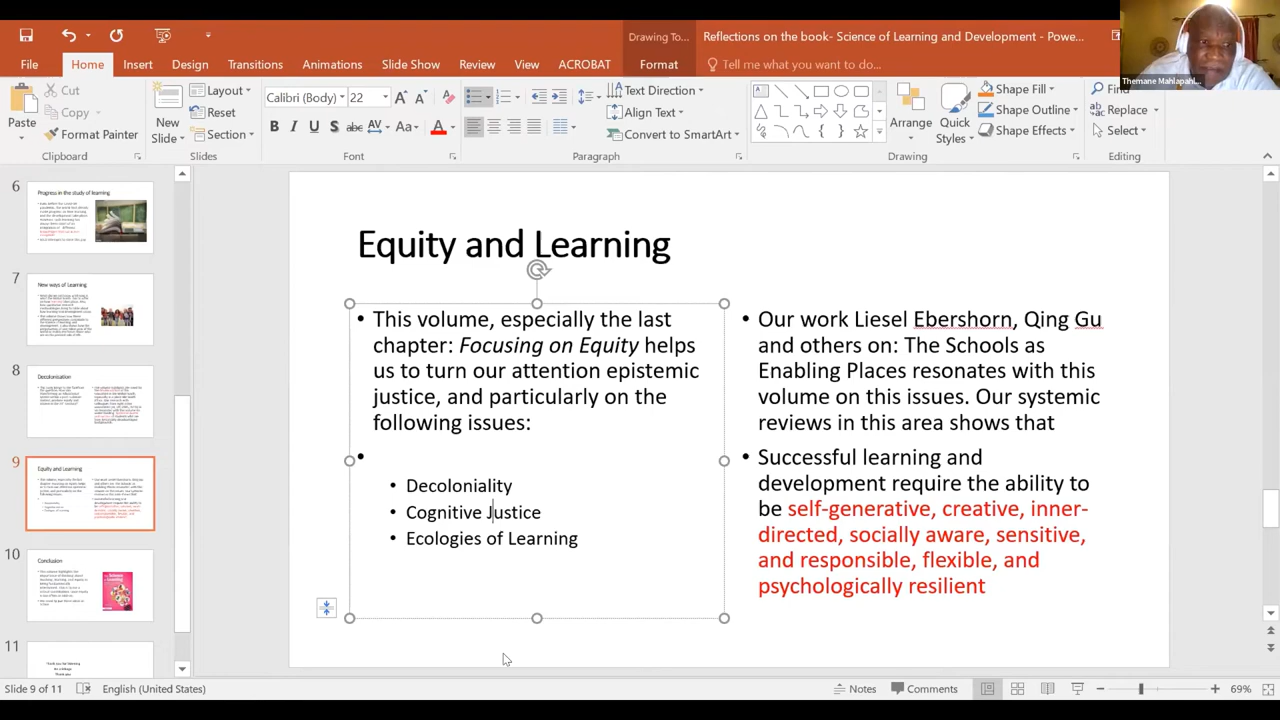 Drawing To...
Reflections on the book- Science of Learning and Development - Powe...
Themane Mahlapahl...
File
Home
Insert
Design
Transitions
Animations
Slide Show
Review
View
ACROBAT
Format
Tell me what you want to do...
Paste
Cut
Copy
Format Painter
Clipboard
New
Slide
Layout
Reset
Section
Slides
Calibri (Body)
22
Font
Text Direction
Align Text
Convert to SmartArt
Paragraph
Arrange
Quick
Styles
Shape Fill
Shape Outline
Shape Effects
Drawing
Find
Replace
Select
Editing
6
Progress in the study of learning
7
New ways of Learning
8
Decolonisation
9
Equity and Learning
10
Conclusion
11
Equity and Learning
• This volume, especially the last
chapter: Focusing on Equity helps
us to turn our attention epistemic
justice, and particularly on the
following issues:
•
• Decoloniality
• Cognitive Justice
• Ecologies of Learning
• Our work Liesel Ebershorn, Qing Gu
and others on: The Schools as
Enabling Places resonates with this
volume on this issues. Our systemic
reviews in this area shows that
• Successful learning and
development require the ability to
be self-generative, creative, inner-
directed, socially aware, sensitive,
and responsible, flexible, and
psychologically resilient
Slide 9 of 11
English (United States)
Notes
Comments
69%